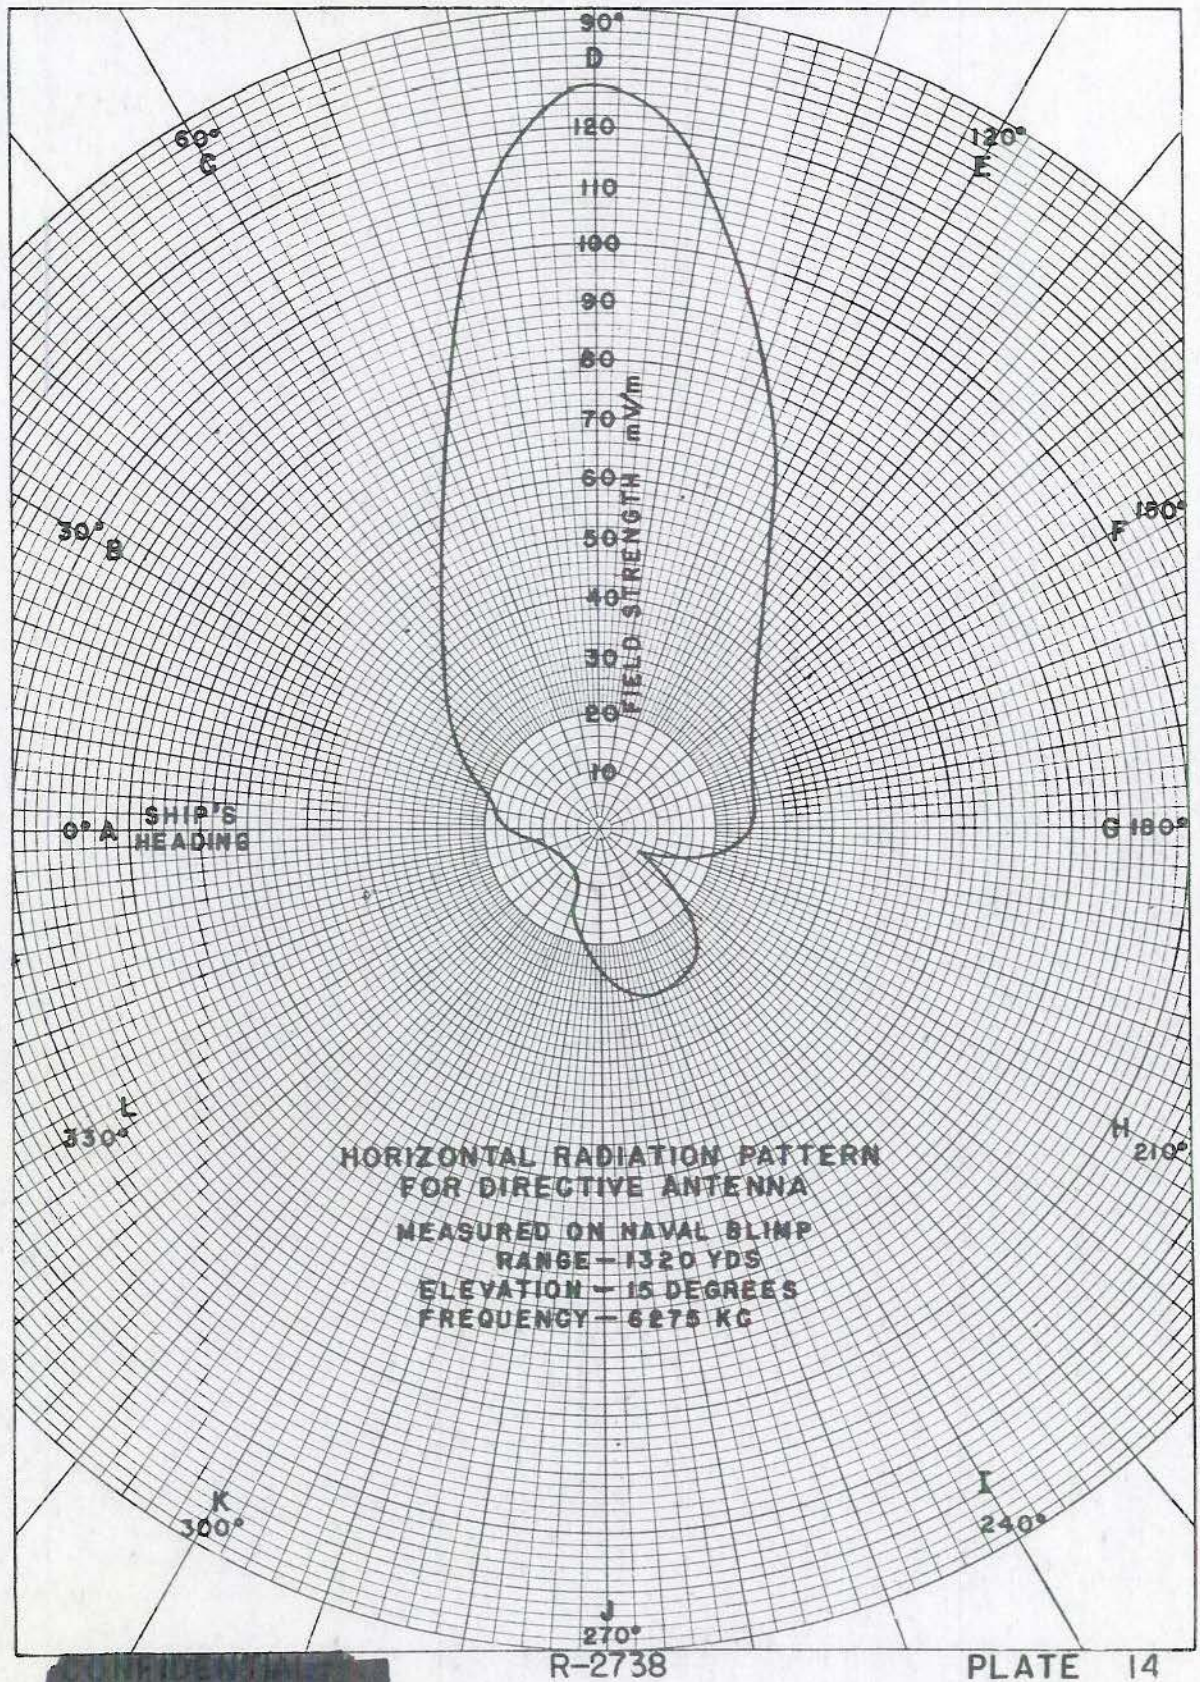 90°
D
60°
C
120°
E
120
110
100
90
80
70
60
50
40
30
20
10
FIELD STRENGTH mV/m
30°
B
F
150°
0° A
SHIP'S
HEADING
G 180°
L
330°
H
210°
HORIZONTAL RADIATION PATTERN
FOR DIRECTIVE ANTENNA
MEASURED ON NAVAL BLIMP
RANGE — 1320 YDS
ELEVATION — 15 DEGREES
FREQUENCY — 6275 KC
K
300°
I
240°
J
270°
CONFIDENTIAL
R-2738
PLATE 14